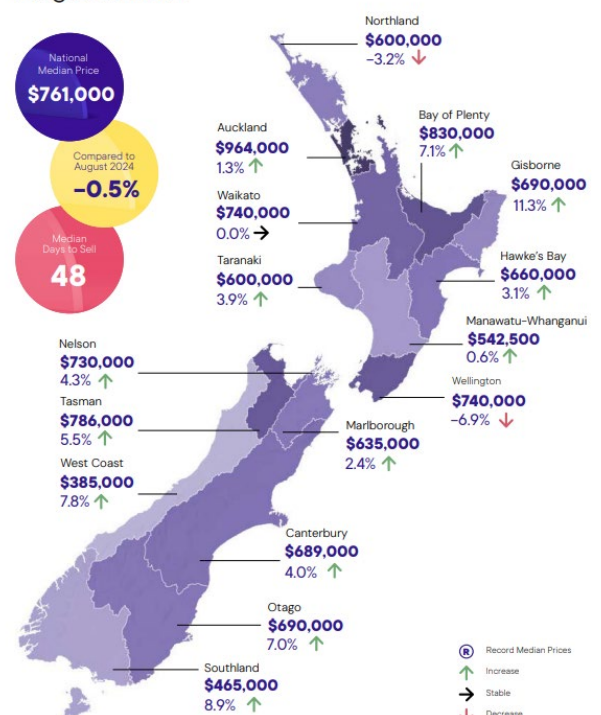 Northland
$600,000
-3.2%
National
Median Price
$761,000
Compared to
August 2024
-0.5%
Median
Days to Sell
48
Auckland
$964,000
1.3%
Bay of Plenty
$830,000
7.1%
Gisborne
$690,000
11.3%
Waikato
$740,000
0.0%
Taranaki
$600,000
3.9%
Hawke's Bay
$660,000
3.1%
Manawatu-Whanganui
$542,500
0.6%
Wellington
$740,000
-6.9%
Nelson
$730,000
4.3%
Tasman
$786,000
5.5%
West Coast
$385,000
7.8%
Marlborough
$635,000
2.4%
Canterbury
$689,000
4.0%
Otago
$690,000
7.0%
Southland
$465,000
8.9%
R Record Median Prices
Increase
Stable
Decrease